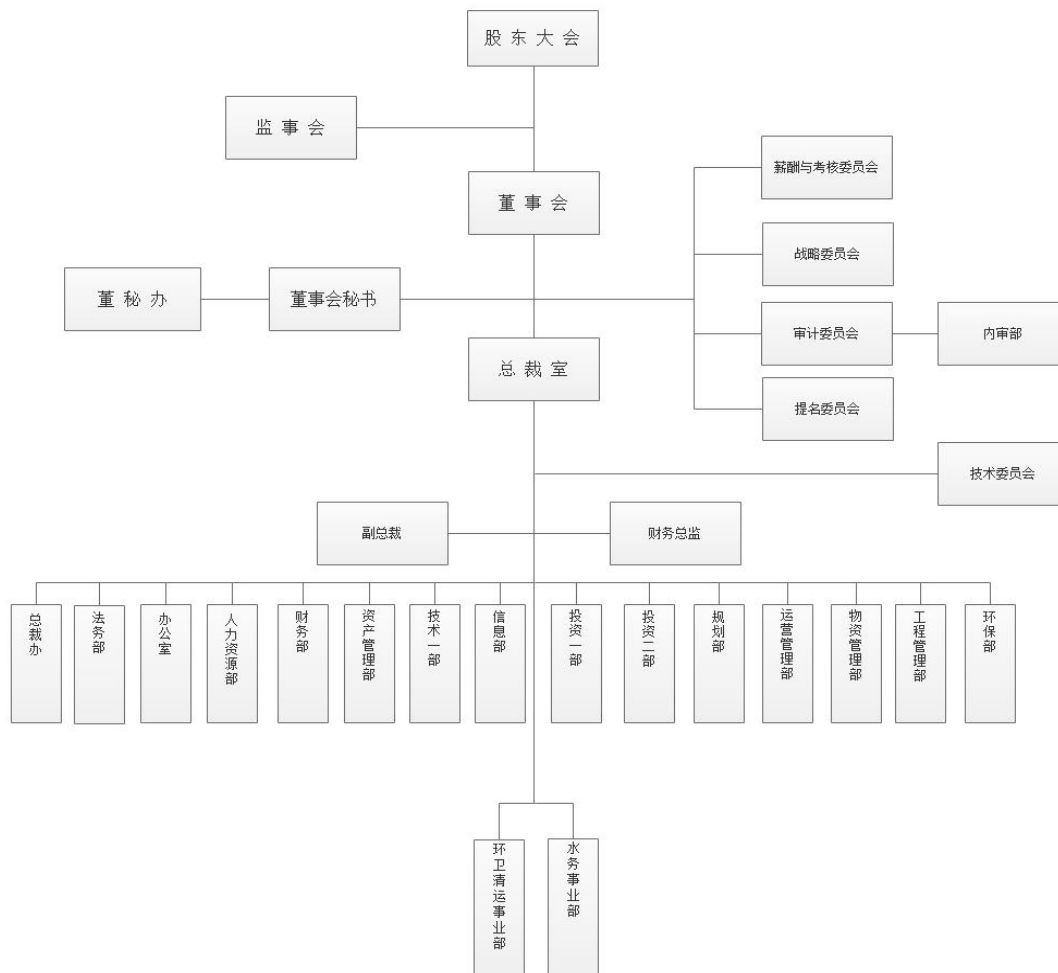 股东大会
监事会
薪酬与考核委员会
董事会
战略委员会
董秘办
董事会秘书
审计委员会
内审部
总裁室
提名委员会
技术委员会
副总裁
财务总监
总裁办
法务部
办公室
人力资源部
财务部
资产管理部
技术一部
信息部
投资一部
投资二部
规划部
运营管理部
物资管理部
工程管理部
环保部
环卫清运事业部
水务事业部